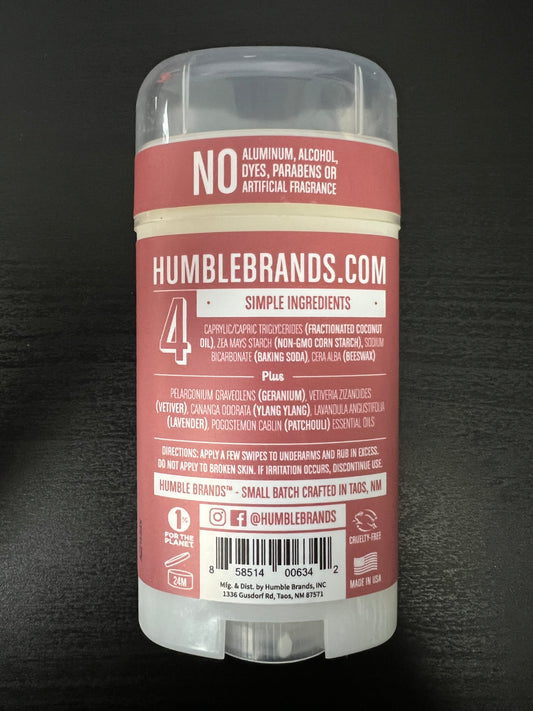 NO ALUMINUM, ALCOHOL,
DYES, PARABENS OR
ARTIFICIAL FRAGRANCE
HUMBLEBRANDS.COM
4 SIMPLE INGREDIENTS
CAPRYLIC/CAPRIC TRIGLYCERIDES (FRACTIONATED COCONUT
OIL), ZEA MAYS STARCH (NON-GMO CORN STARCH), SODIUM
BICARBONATE (BAKING SODA), CERA ALBA (BEESWAX)
Plus
PELARGONIUM GRAVEOLENS (GERANIUM), VETIVERIA ZIZANOIDES
(VETIVER), CANANGA ODORATA (YLANG YLANG), LAVANDULA ANGUSTIFOLIA
(LAVENDER), POGOSTEMON CABLIN (PATCHOULI) ESSENTIAL OILS
DIRECTIONS: APPLY A FEW SWIPES TO UNDERARMS AND RUB IN EXCESS.
DO NOT APPLY TO BROKEN SKIN. IF IRRITATION OCCURS, DISCONTINUE USE.
HUMBLE BRANDS™ - SMALL BATCH CRAFTED IN TAOS, NM
1%
FOR THE
PLANET
24M
@HUMBLEBRANDS
8 58514 00634 2
Mfg. & Dist. by Humble Brands, INC
1336 Gusdorf Rd, Taos, NM 87571
CRUELTY-FREE
MADE IN USA